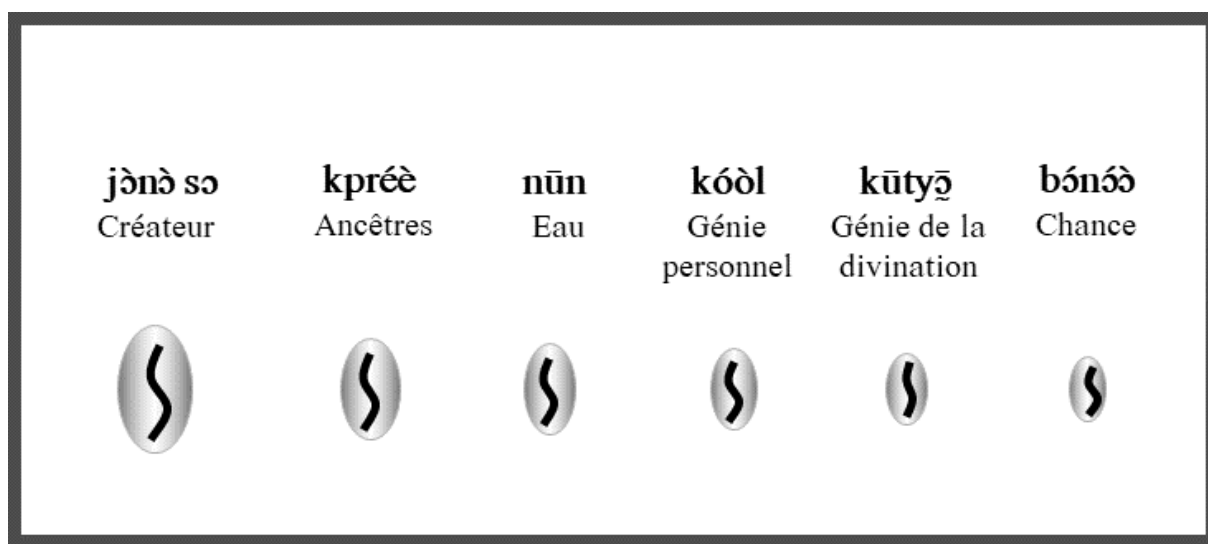 jɔ̀nɔ̀ sɔ kpréè nūn kóòl kūtyɔ̰̄ bɔ́nɔ́ɔ̀
Créateur Ancêtres Eau Génie Génie de la Chance
personnel divination